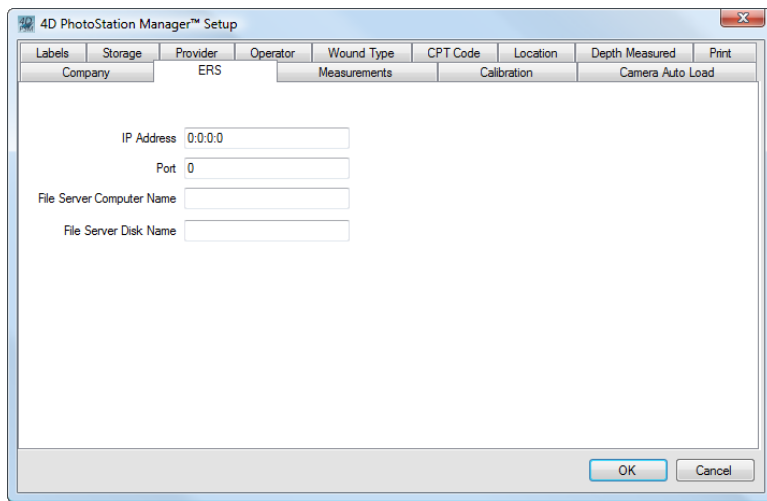 4D PhotoStation Manager™ Setup
Labels Storage Provider Operator Wound Type CPT Code Location Depth Measured Print
Company ERS Measurements Calibration Camera Auto Load
IP Address 0:0:0:0
Port 0
File Server Computer Name
File Server Disk Name
OK Cancel